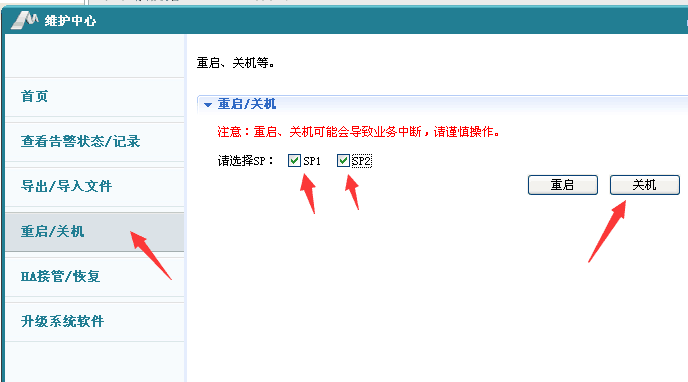 维护中心
首页
查看告警状态/记录
导出/导入文件
重启/关机
HA接管/恢复
升级系统软件
重启、关机等。
重启/关机
注意：重启、关机可能会导致业务中断，请谨慎操作。
请选择SP： SP1 SP2
重启 关机